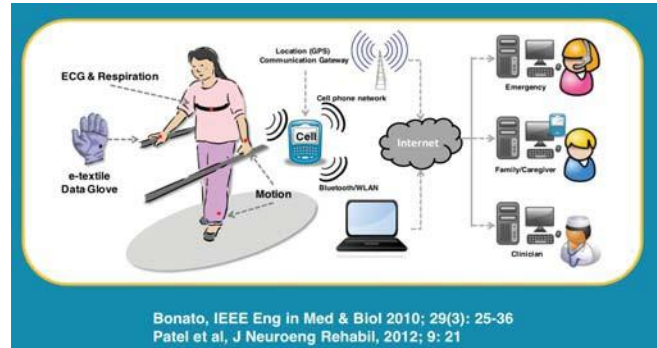 Location (GPS)
Communication Gateway
ECG & Respiration
Cell phone network
Emergency
Cell
Internet
e-textile
Data Glove
Family/Caregiver
Motion
Bluetooth/WLAN
Clinician
Bonato, IEEE Eng in Med & Biol 2010; 29(3): 25-36
Patel et al, J Neuroeng Rehabil, 2012; 9: 21